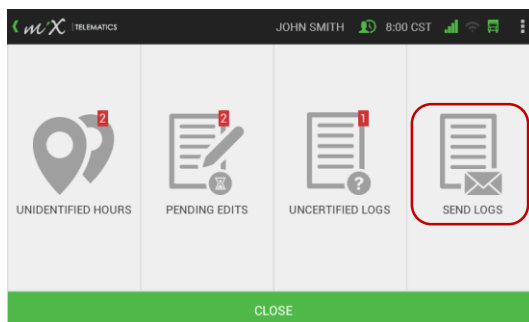 MiX TELEMATICS JOHN SMITH 8:00 CST
2 2 1
?
UNIDENTIFIED HOURS PENDING EDITS UNCERTIFIED LOGS SEND LOGS
CLOSE